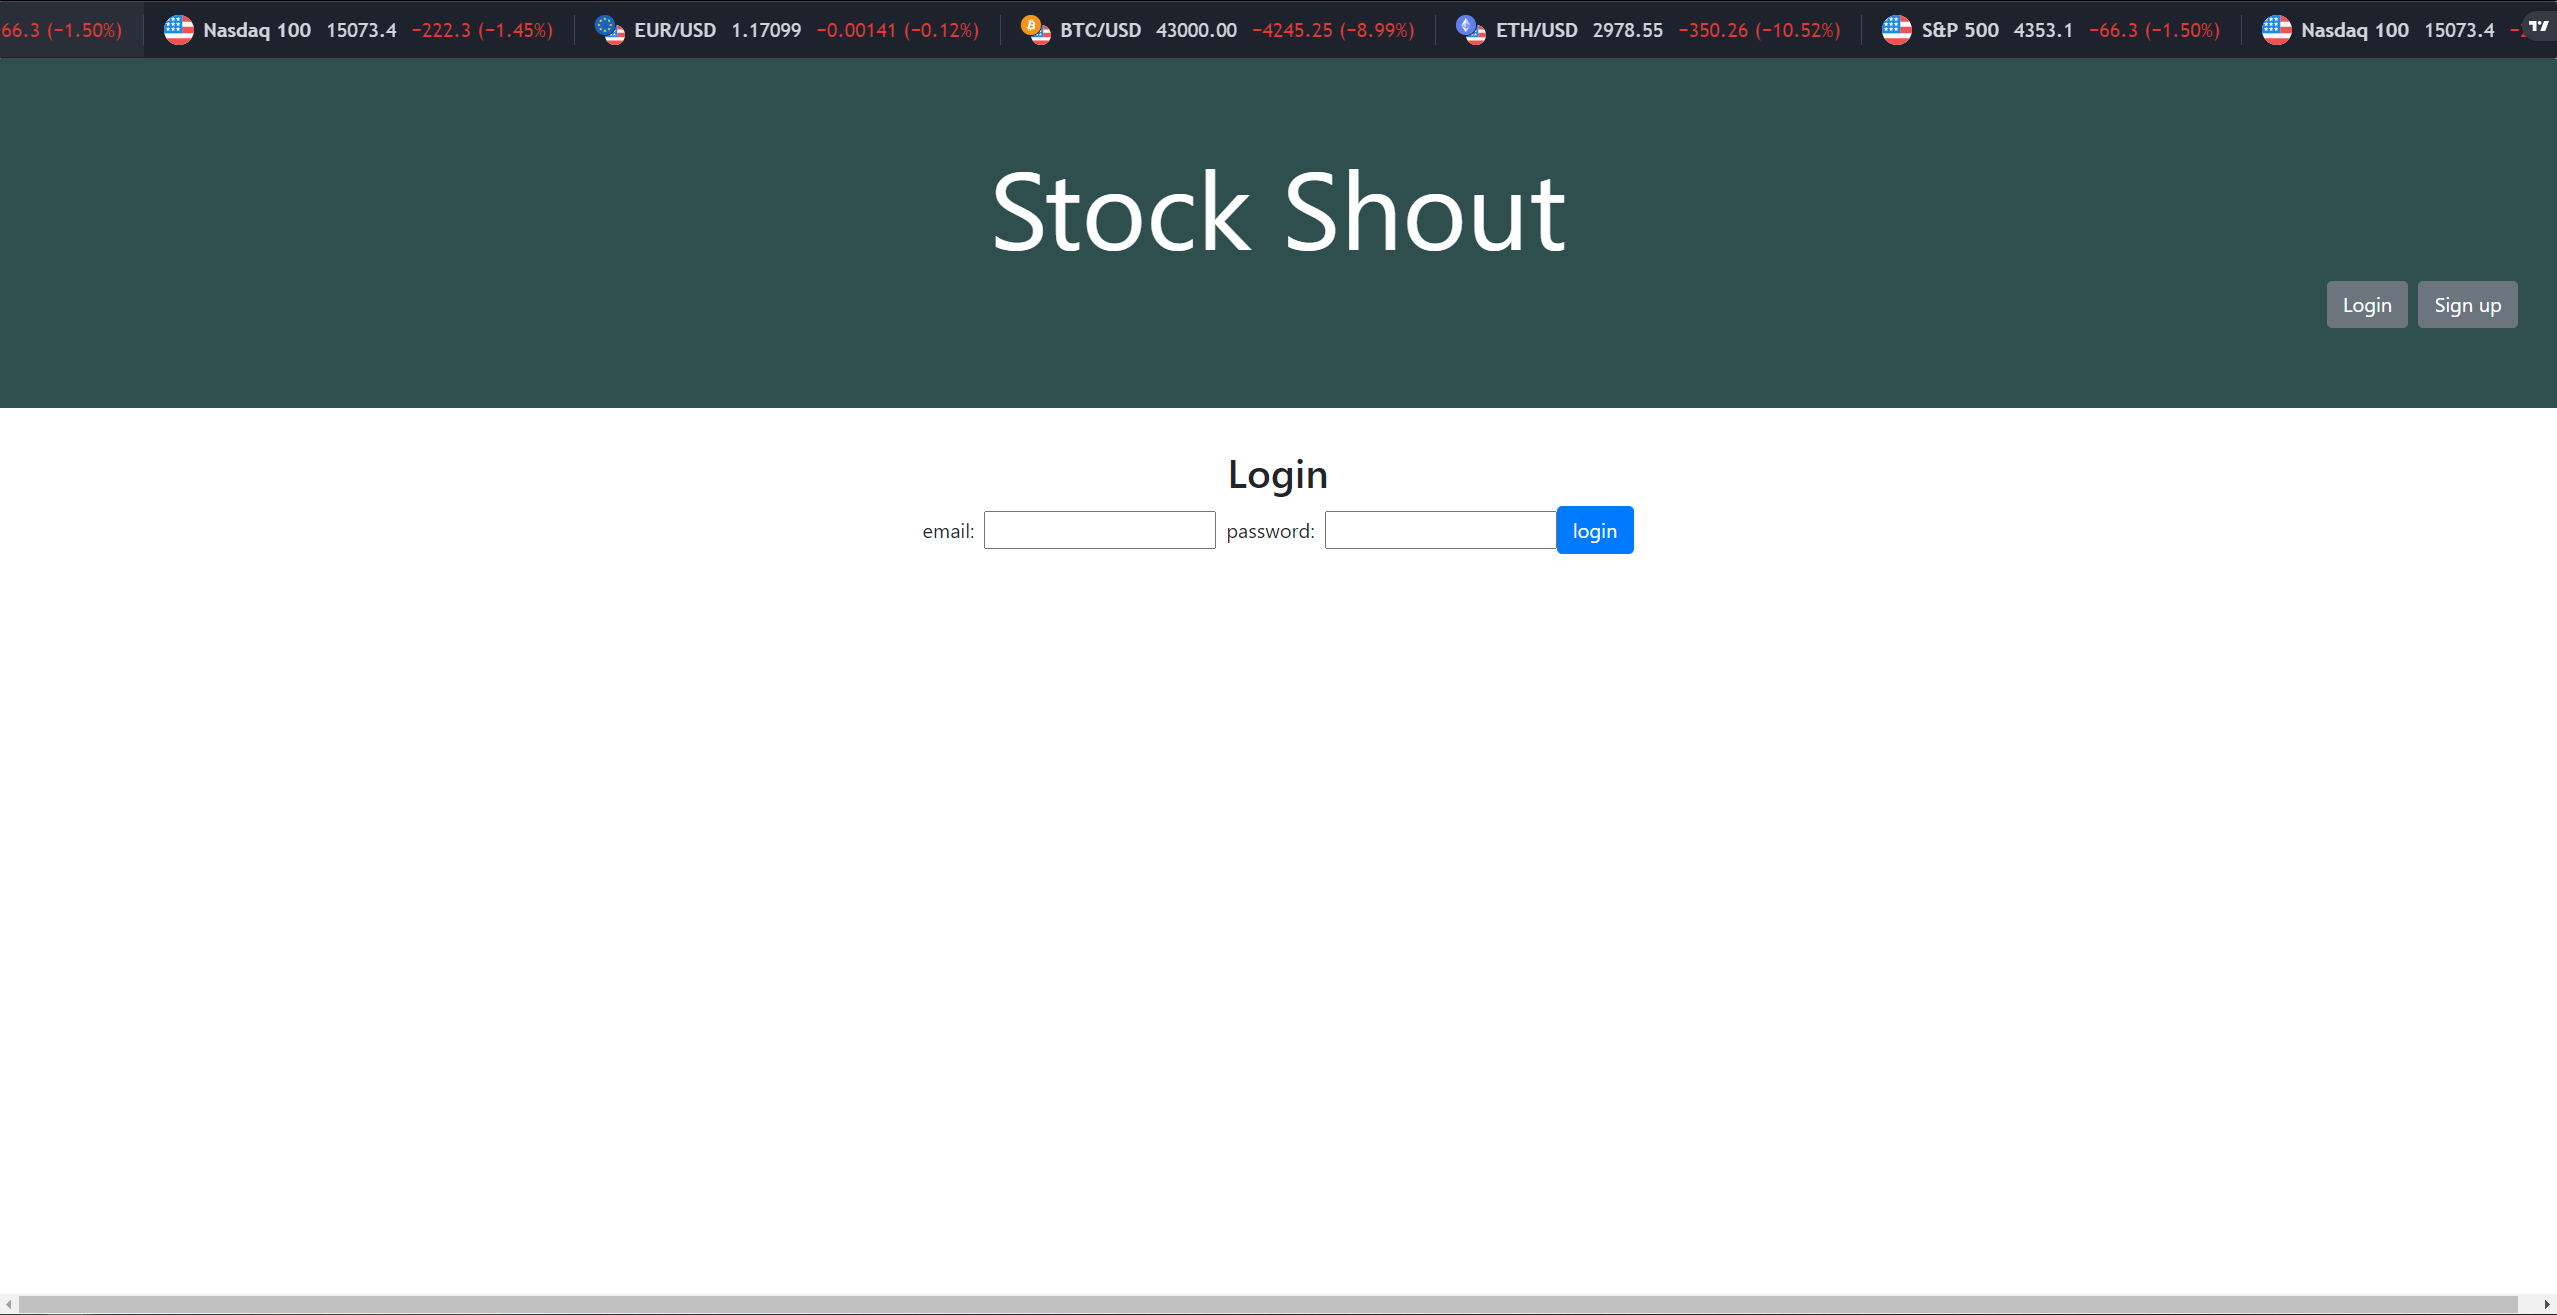 66.3 (−1.50%) Nasdaq 100 15073.4 −222.3 (−1.45%) EUR/USD 1.17099 −0.00141 (−0.12%) BTC/USD 43000.00 −4245.25 (−8.99%) ETH/USD 2978.55 −350.26 (−10.52%) S&P 500 4353.1 −66.3 (−1.50%) Nasdaq 100 15073.4
Stock Shout
Login Sign up
Login
email: password: login